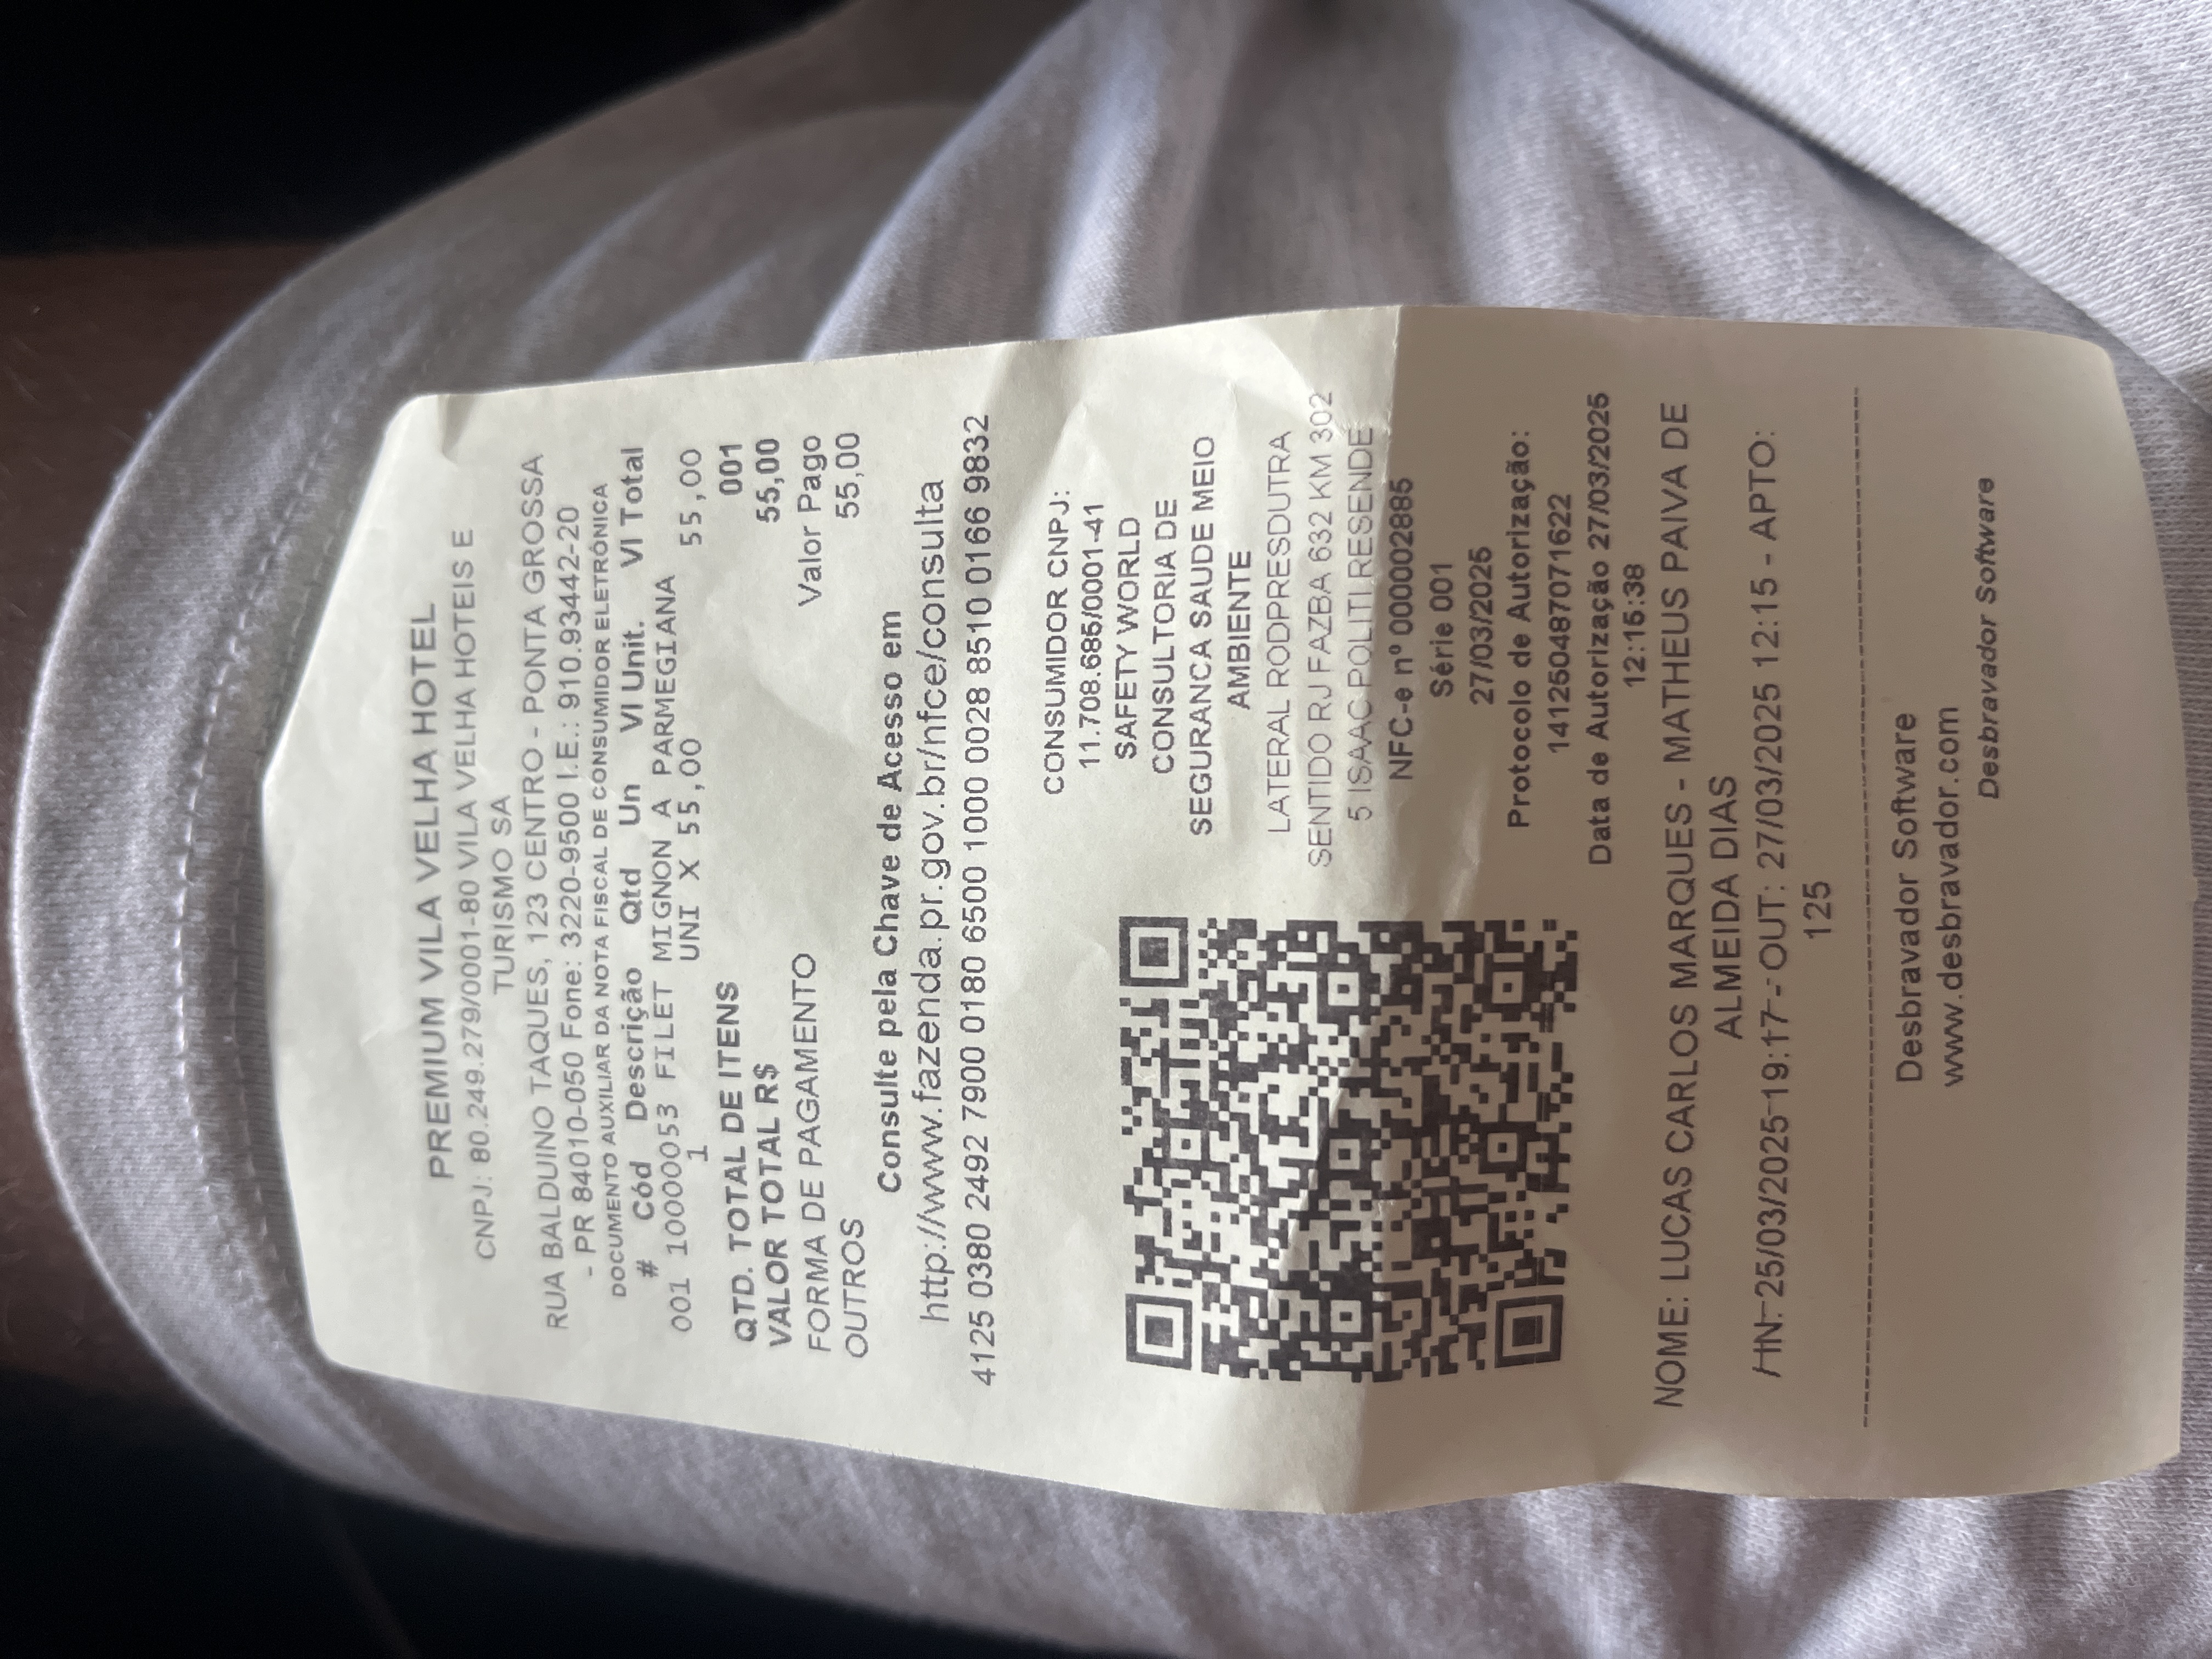 PREMIUM VILA VELHA HOTEL
CNPJ: 80.249.279/0001-80 VILA VELHA HOTEIS E
TURISMO SA
RUA BALDUINO TAQUES, 123 CENTRO - PONTA GROSSA
- PR 84010-050 Fone: 3220-9500 I.E.: 910.93442-20
DOCUMENTO AUXILIAR DA NOTA FISCAL DE CONSUMIDOR ELETRÔNICA
# Cód Descrição Qtd Un Vl Unit. Vl Total
001 10000053 FILET MIGNON A PARMEGIANA
1 UNI X 55,00 55,00
QTD. TOTAL DE ITENS 001
VALOR TOTAL R$ 55,00
FORMA DE PAGAMENTO Valor Pago
OUTROS 55,00
Consulte pela Chave de Acesso em
http://www.fazenda.pr.gov.br/nfce/consulta
4125 0380 2492 7900 0180 6500 1000 0028 8510 0166 9832
CONSUMIDOR CNPJ:
11.708.685/0001-41
SAFETY WORLD
CONSULTORIA DE
SEGURANCA SAUDE MEIO
AMBIENTE
LATERAL RODPRESDUTRA
SENTIDO RJ FAZBA 632 KM 302
5 ISAAC POLITI RESENDE
NFC-e nº 000002885
Série 001
27/03/2025
Protocolo de Autorização:
141250487071622
Data de Autorização 27/03/2025
12:15:38
NOME: LUCAS CARLOS MARQUES - MATHEUS PAIVA DE
ALMEIDA DIAS
/ IN: 25/03/2025 19:17 - OUT: 27/03/2025 12:15 - APTO:
125
Desbravador Software
www.desbravador.com
Desbravador Software